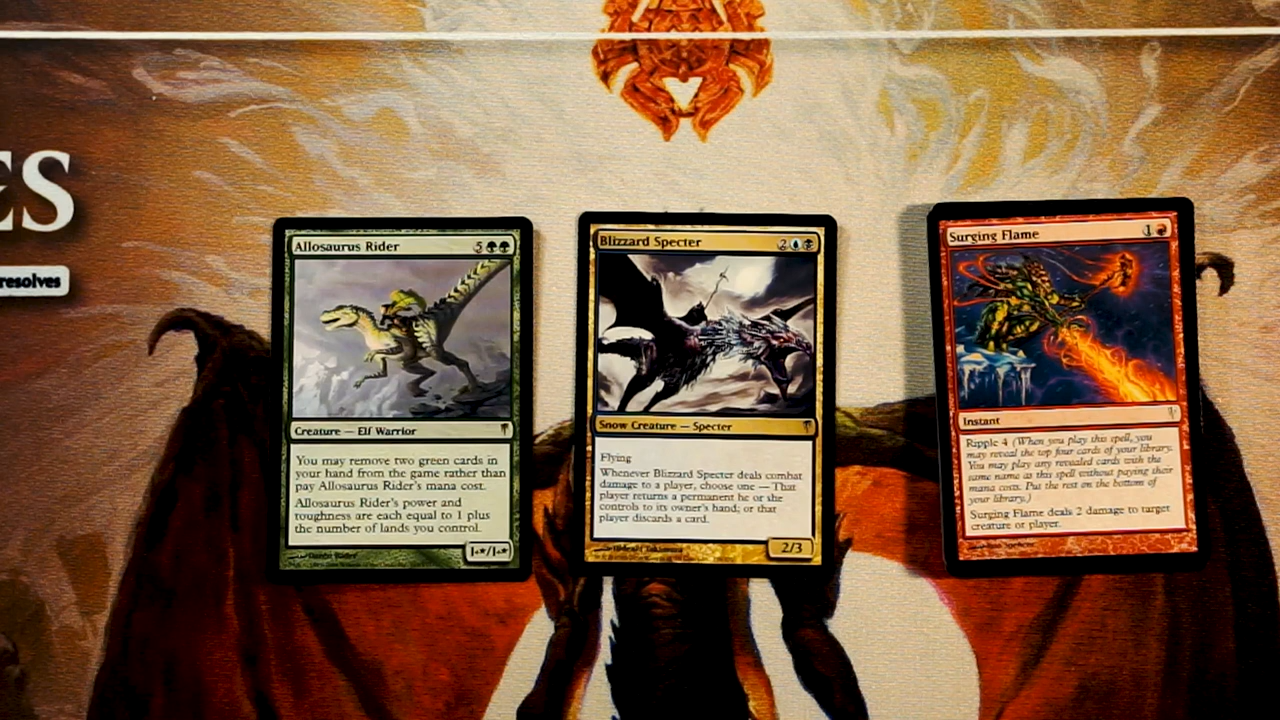 ES
resolves
Allosaurus Rider 5
Creature — Elf Warrior
You may remove two green cards in
your hand from the game rather than
pay Allosaurus Rider's mana cost.
Allosaurus Rider's power and
toughness are each equal to 1 plus
the number of lands you control.
1+*/1+*
Blizzard Specter 2
Snow Creature — Specter
Flying
Whenever Blizzard Specter deals combat
damage to a player, choose one — That
player returns a permanent he or she
controls to its owner's hand; or that
player discards a card.
2/3
Surging Flame 1
Instant
Ripple 4 (When you play this spell, you
may reveal the top four cards of your library.
You may play any revealed cards with the
same name as this spell without paying their
mana costs. Put the rest on the bottom of
your library.)
Surging Flame deals 2 damage to target
creature or player.